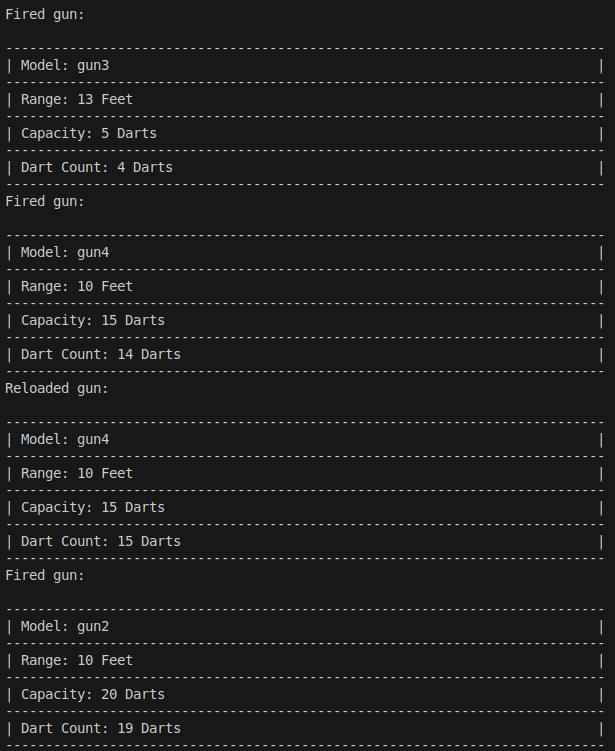 Fired gun:
---------------------------------------------------------------------------
| Model: gun3                                                             |
---------------------------------------------------------------------------
| Range: 13 Feet                                                          |
---------------------------------------------------------------------------
| Capacity: 5 Darts                                                       |
---------------------------------------------------------------------------
| Dart Count: 4 Darts                                                     |
---------------------------------------------------------------------------
Fired gun:
---------------------------------------------------------------------------
| Model: gun4                                                             |
---------------------------------------------------------------------------
| Range: 10 Feet                                                          |
---------------------------------------------------------------------------
| Capacity: 15 Darts                                                      |
---------------------------------------------------------------------------
| Dart Count: 14 Darts                                                    |
---------------------------------------------------------------------------
Reloaded gun:
---------------------------------------------------------------------------
| Model: gun4                                                             |
---------------------------------------------------------------------------
| Range: 10 Feet                                                          |
---------------------------------------------------------------------------
| Capacity: 15 Darts                                                      |
---------------------------------------------------------------------------
| Dart Count: 15 Darts                                                    |
---------------------------------------------------------------------------
Fired gun:
---------------------------------------------------------------------------
| Model: gun2                                                             |
---------------------------------------------------------------------------
| Range: 10 Feet                                                          |
---------------------------------------------------------------------------
| Capacity: 20 Darts                                                      |
---------------------------------------------------------------------------
| Dart Count: 19 Darts                                                    |
---------------------------------------------------------------------------